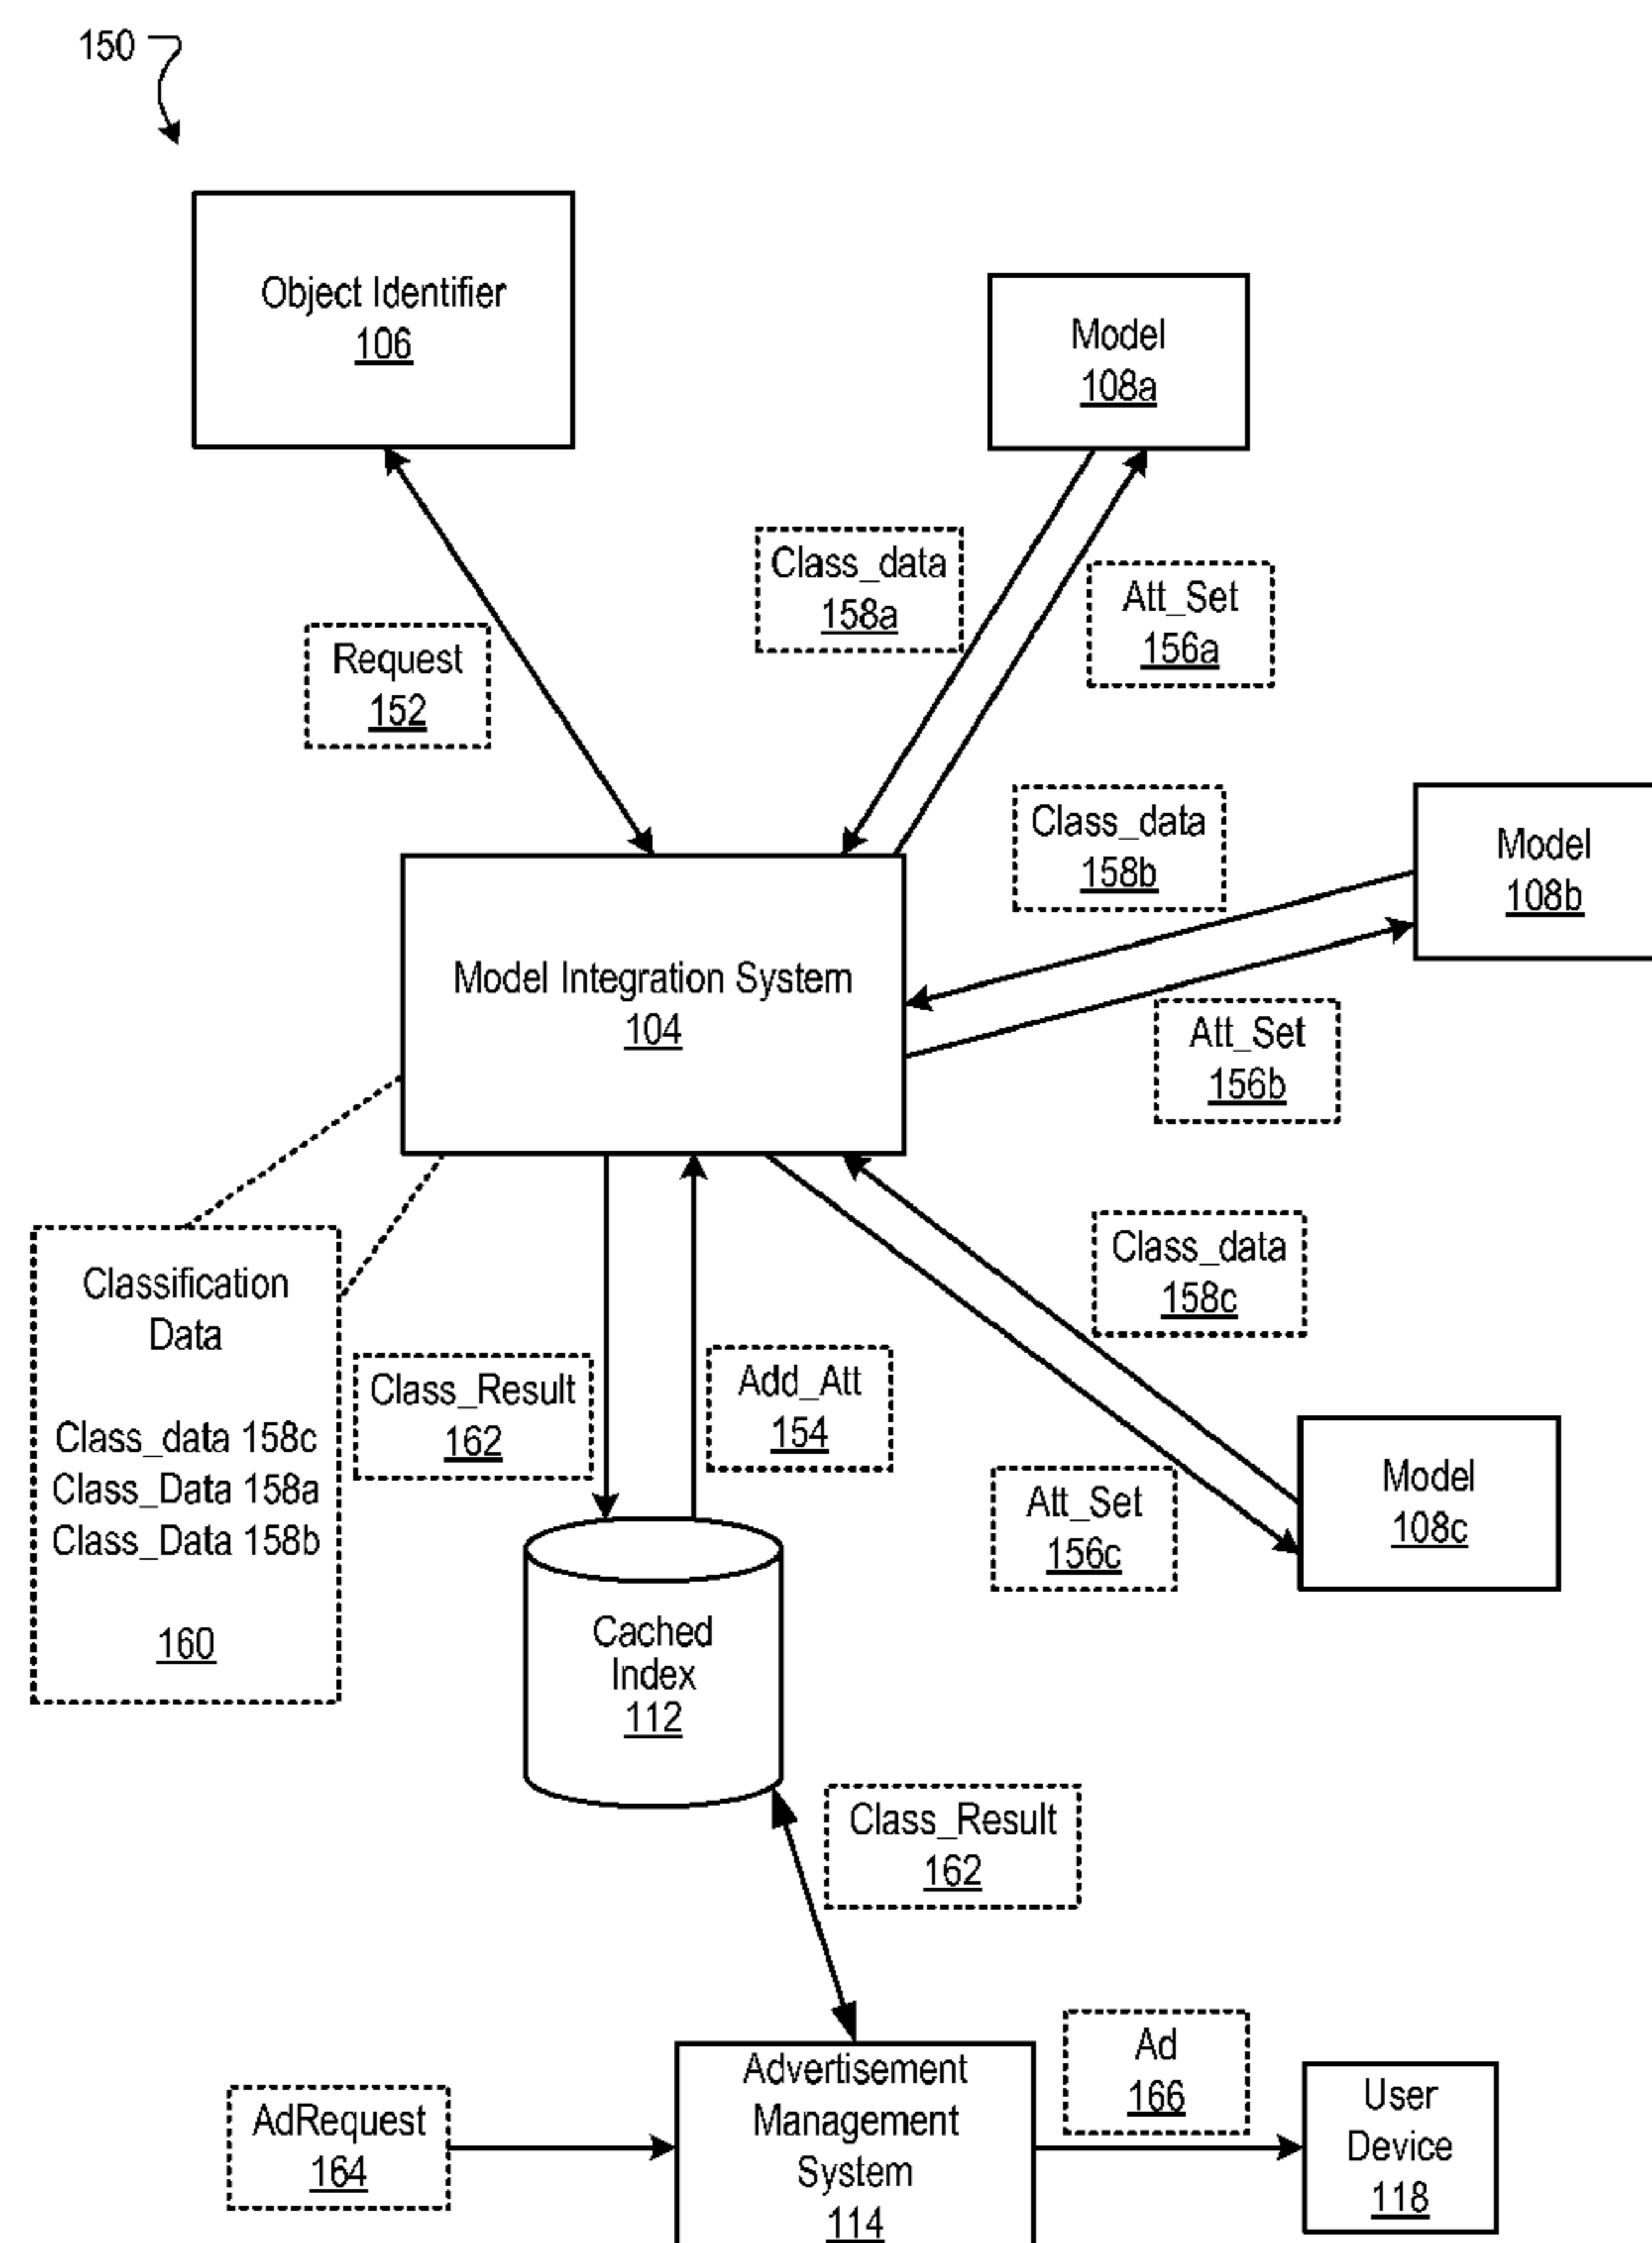 150
Object Identifier
106
Model
108a
Class_data
158a
Att_Set
156a
Request
152
Class_data
158b
Model
108b
Model Integration System
104
Att_Set
156b
Class_data
158c
Classification
Data
Class_data 158c
Class_Data 158a
Class_Data 158b
160
Class_Result
162
Add_Att
154
Att_Set
156c
Model
108c
Cached
Index
112
Class_Result
162
AdRequest
164
Advertisement
Management
System
114
Ad
166
User
Device
118